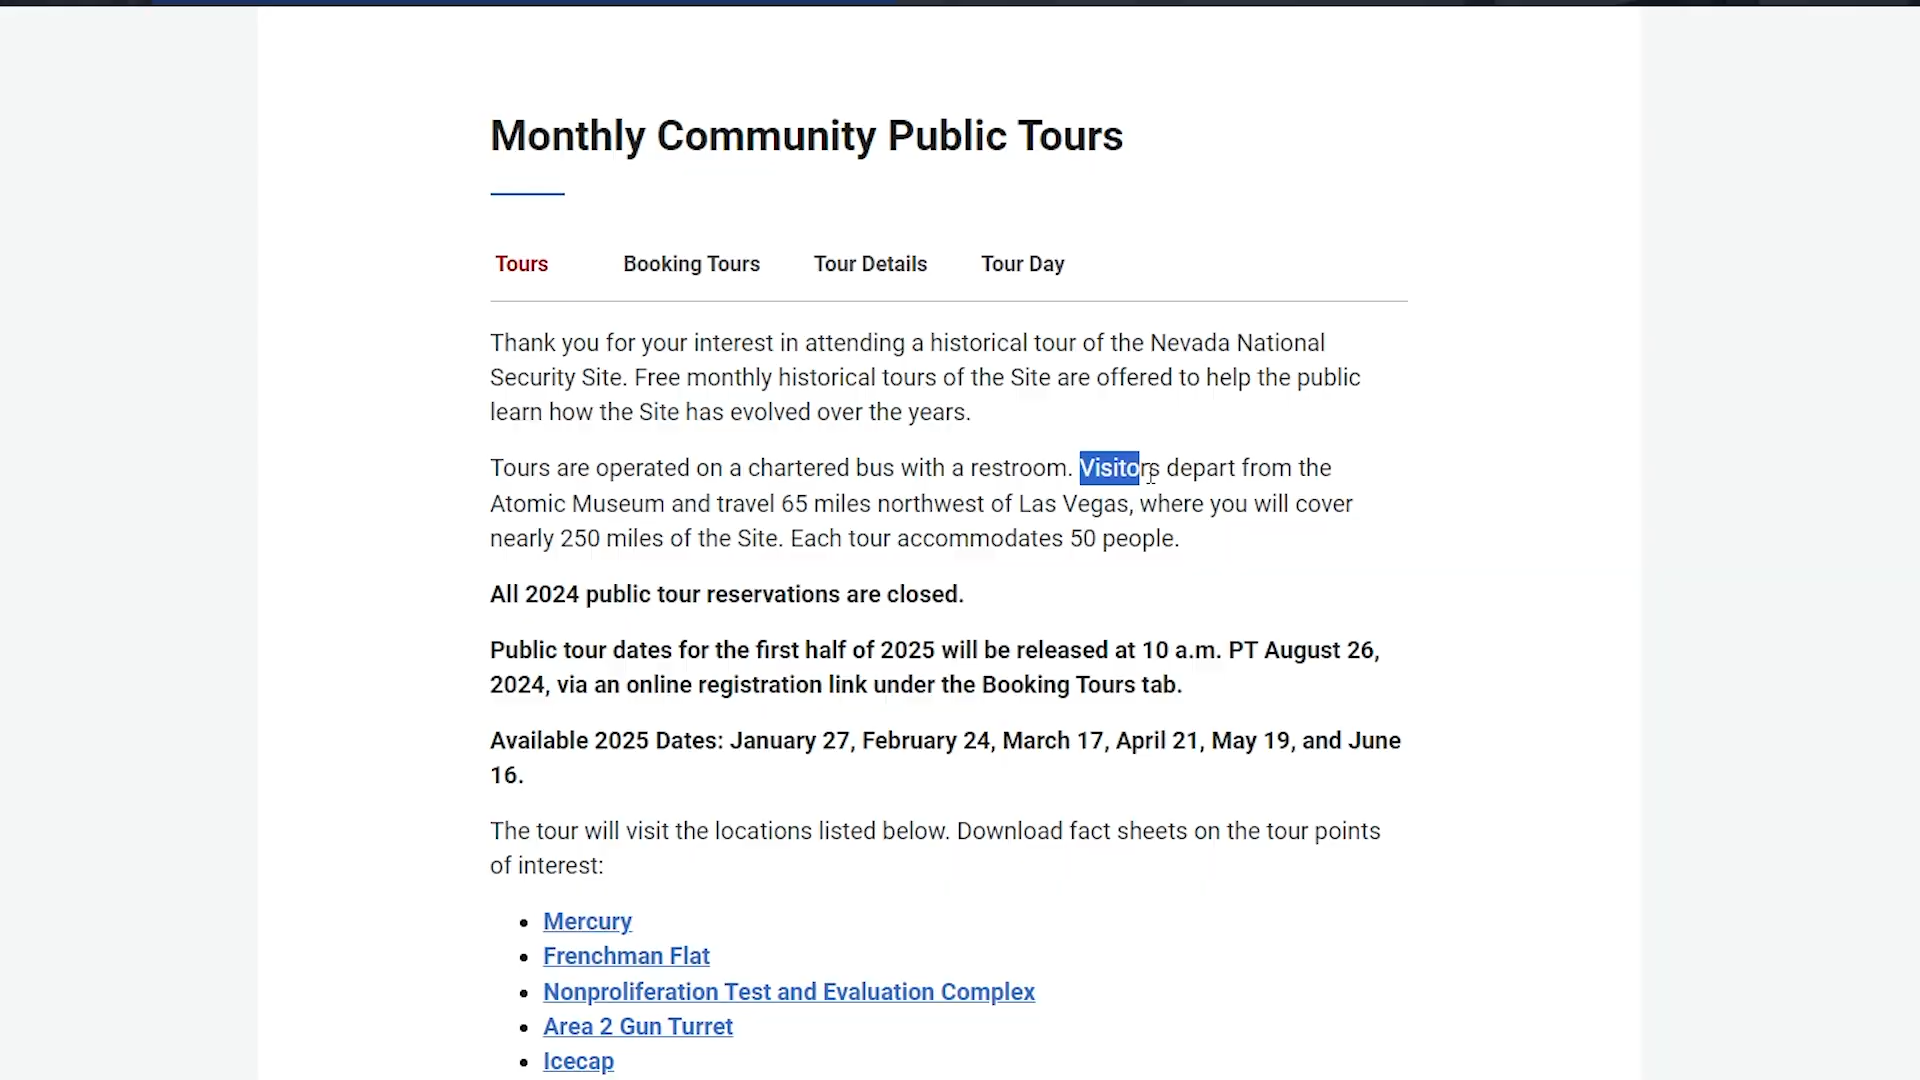 Monthly Community Public Tours
Tours
Booking Tours
Tour Details
Tour Day
Thank you for your interest in attending a historical tour of the Nevada National
Security Site. Free monthly historical tours of the Site are offered to help the public
learn how the Site has evolved over the years.
Tours are operated on a chartered bus with a restroom. Visitors depart from the
Atomic Museum and travel 65 miles northwest of Las Vegas, where you will cover
nearly 250 miles of the Site. Each tour accommodates 50 people.
All 2024 public tour reservations are closed.
Public tour dates for the first half of 2025 will be released at 10 a.m. PT August 26,
2024, via an online registration link under the Booking Tours tab.
Available 2025 Dates: January 27, February 24, March 17, April 21, May 19, and June
16.
The tour will visit the locations listed below. Download fact sheets on the tour points
of interest:
Mercury
Frenchman Flat
Nonproliferation Test and Evaluation Complex
Area 2 Gun Turret
Icecap